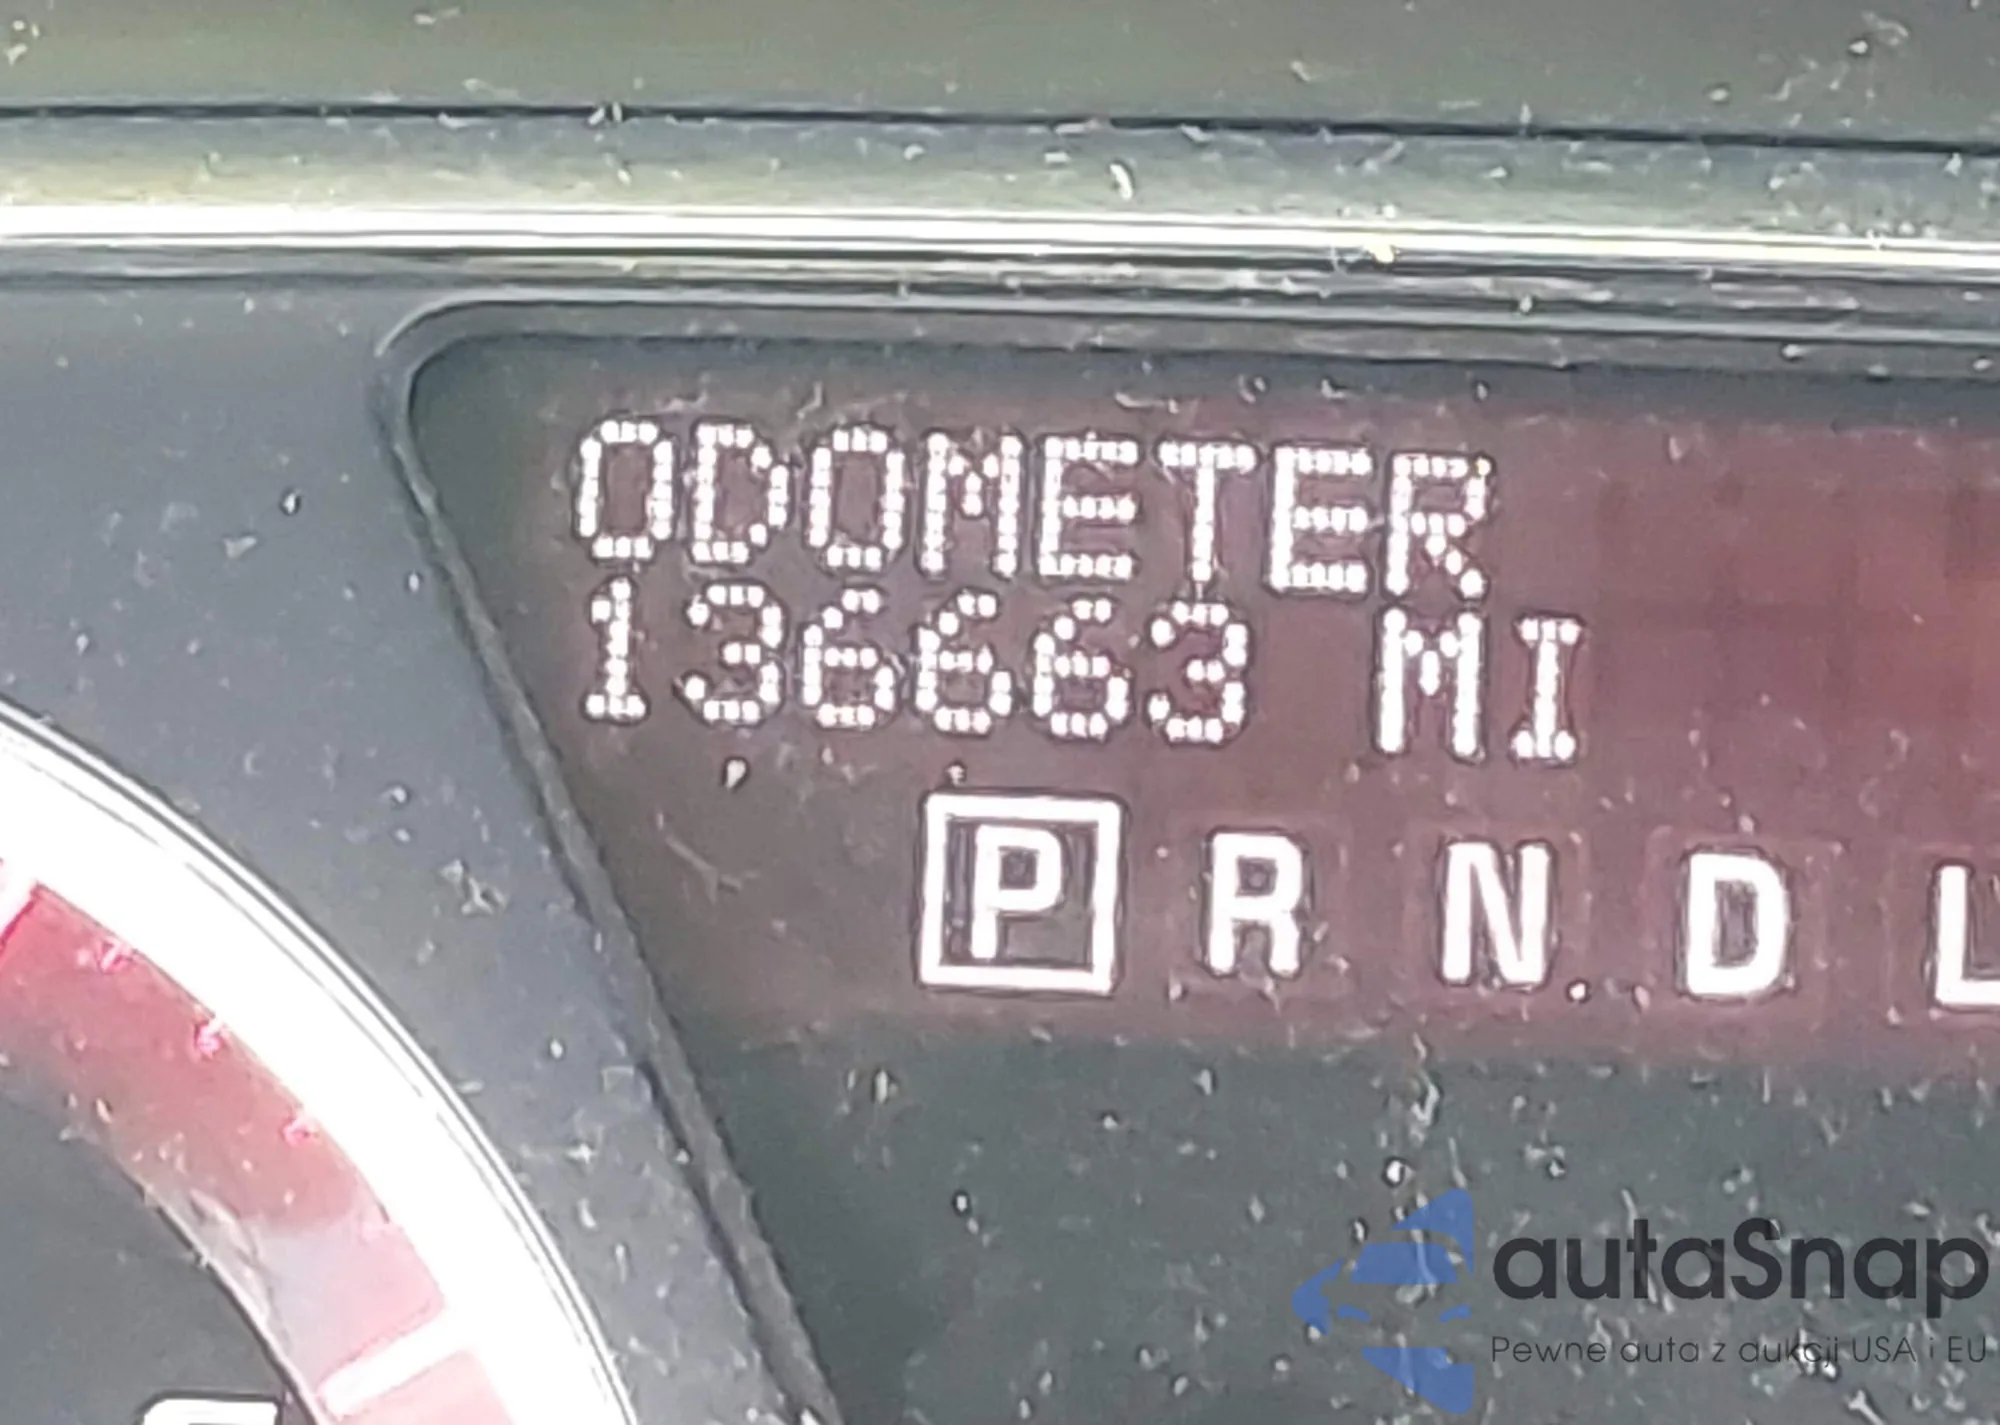 ODOMETER
136663 MI
P R N D L
autaSnap
Pewne auta z aukcji USA i EU